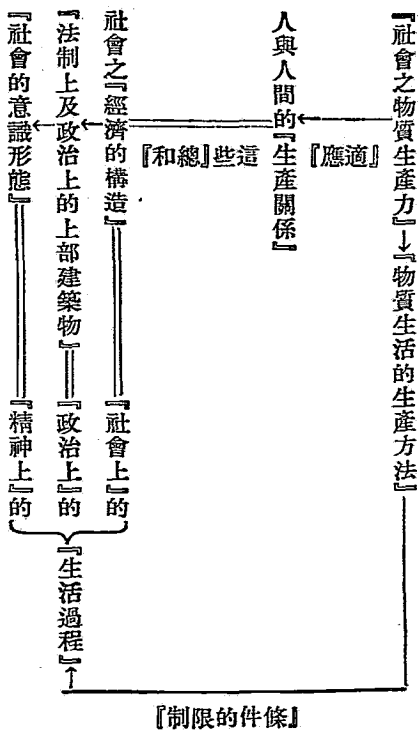 『社會之物質生產力』→『物質生活的生產方法』
『適應』
人與人間的『生產關係』
這些『總和』
社會之『經濟的構造』＝『社會上』的
『法制上及政治上的上部建築物』＝『政治上』的
『社會的意識形態』＝『精神上』的
『生活過程』
『條件的限制』